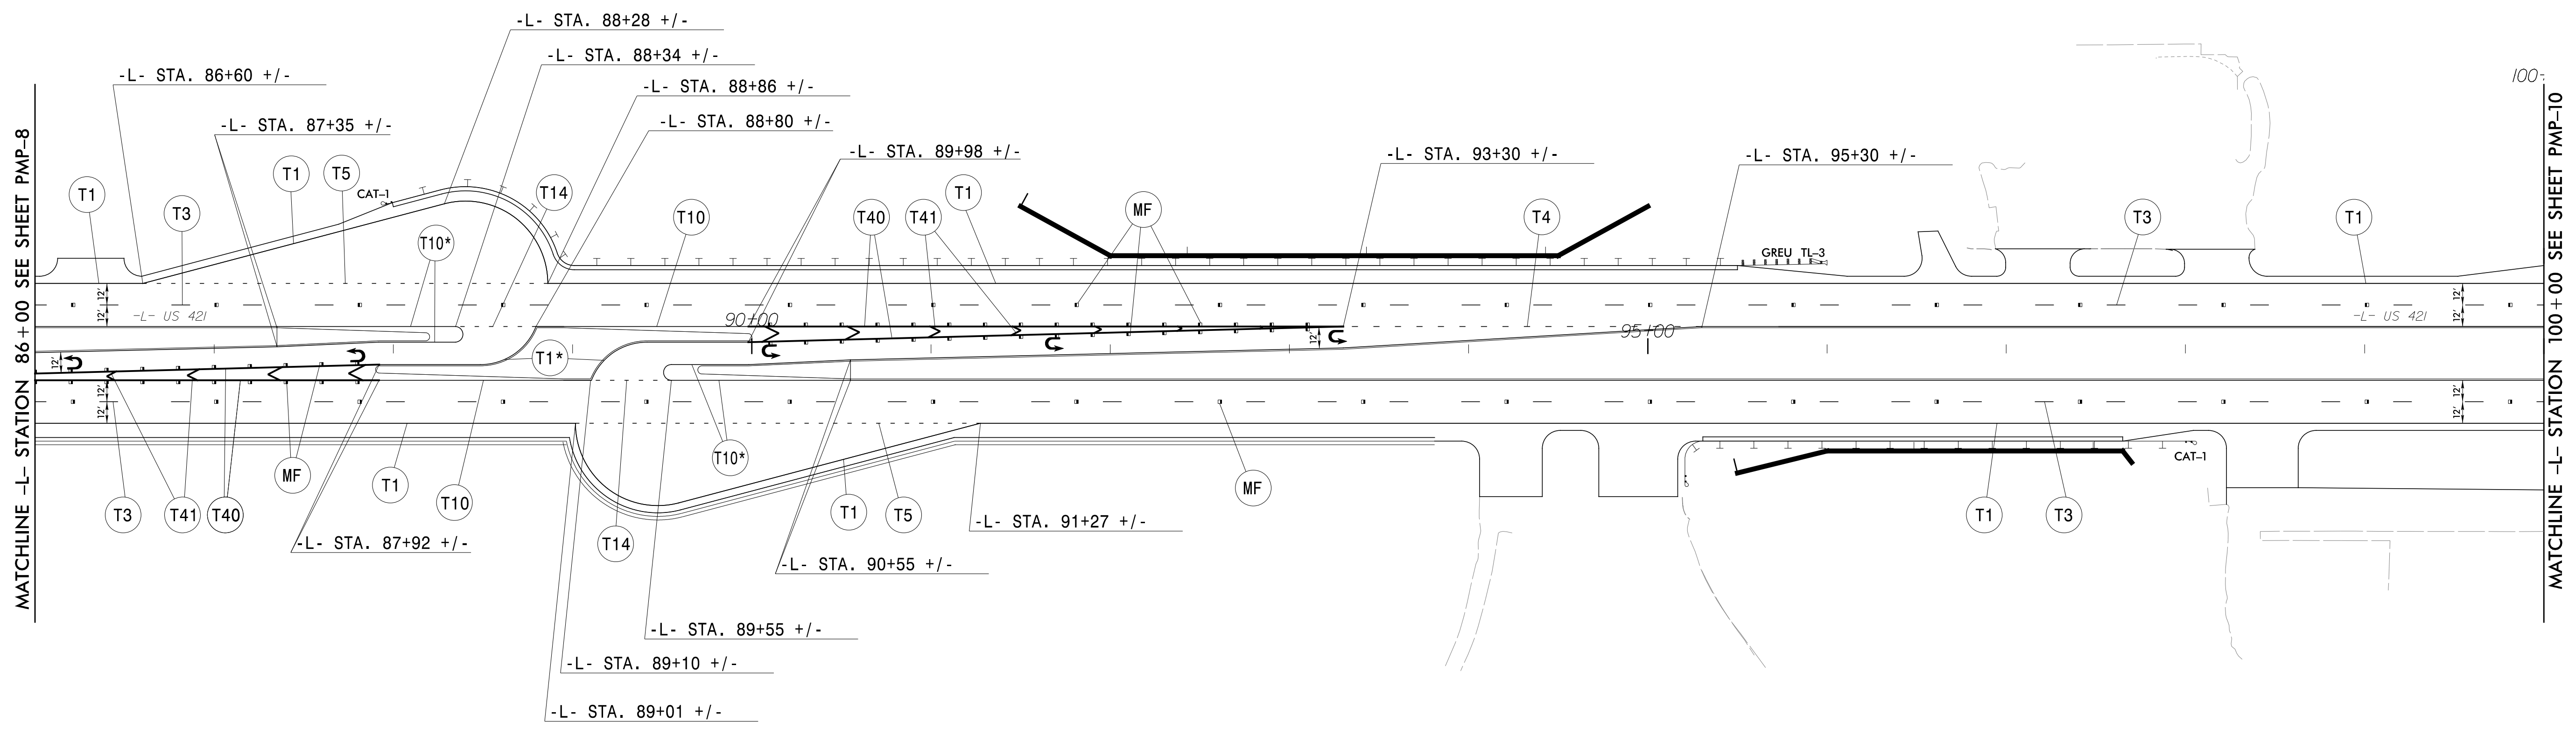 -L- STA. 88+28 +/-
-L- STA. 88+34 +/-
-L- STA. 86+60 +/-
-L- STA. 88+86 +/-
-L- STA. 87+35 +/-
-L- STA. 88+80 +/-
-L- STA. 89+98 +/-
-L- STA. 93+30 +/-
-L- STA. 95+30 +/-
100-
MATCHLINE -L- STATION 86+00 SEE SHEET PMP-8
T1
T3
T1
T5
CAT-1
T14
T10*
T10
T40
T41
T1
MF
T4
GREU TL-3
T3
T1
12'
12'
-L- US 421
90+00
95+00
-L- US 421
12'
12'
12'
12'
T1*
12'
12'
12'
12'
T3
T41
T40
MF
T1
T10
T14
T10*
T1
T5
MF
T1
T3
CAT-1
-L- STA. 87+92 +/-
-L- STA. 91+27 +/-
-L- STA. 90+55 +/-
-L- STA. 89+55 +/-
-L- STA. 89+10 +/-
-L- STA. 89+01 +/-
MATCHLINE -L- STATION 100+00 SEE SHEET PMP-10